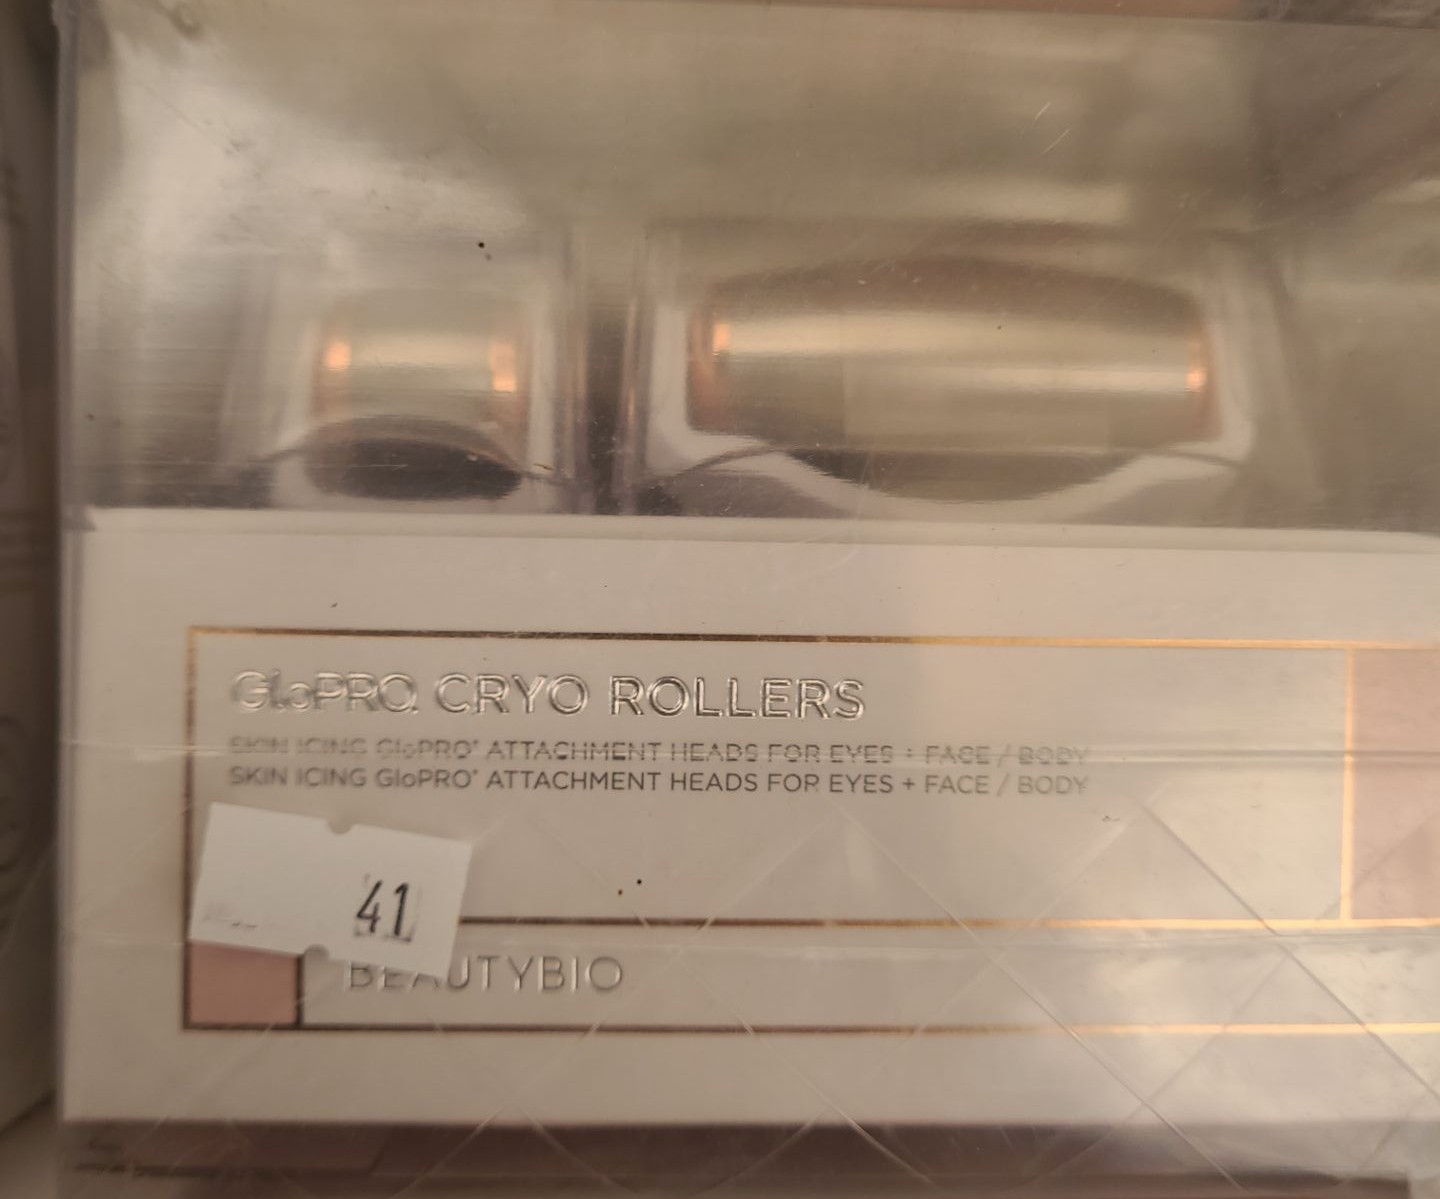 GloPRO CRYO ROLLERS
SKIN ICING GloPRO® ATTACHMENT HEADS FOR EYES + FACE / BODY
SKIN ICING GloPRO® ATTACHMENT HEADS FOR EYES + FACE / BODY
41
BEAUTYBIO